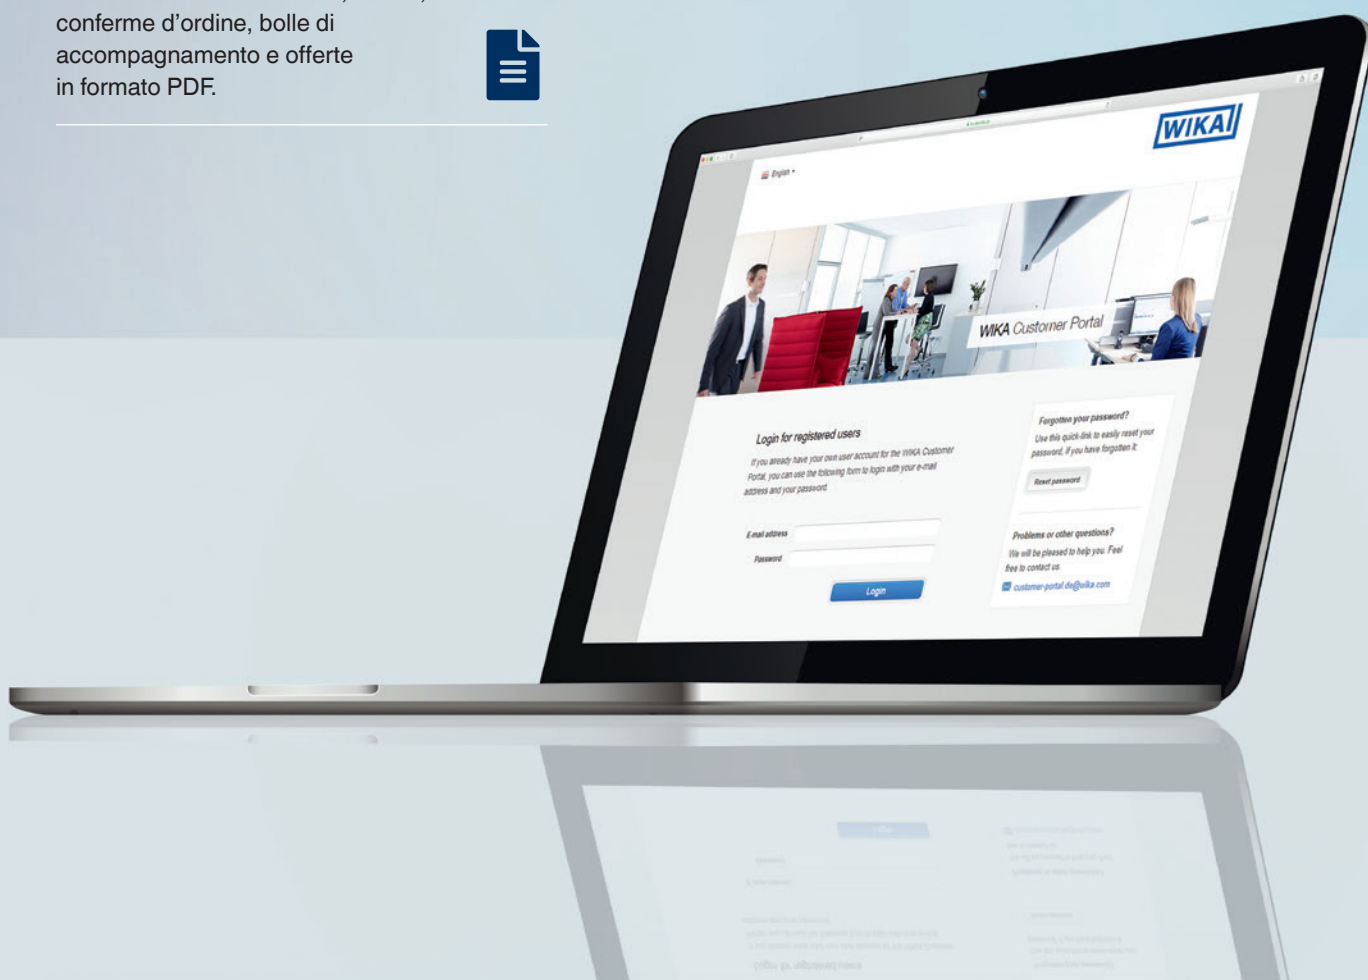 conferme d’ordine, bolle di
accompagnamento e offerte
in formato PDF.
WIKA
English
WIKA Customer Portal
Login for registered users
If you already have your own user account for the WIKA Customer
Portal, you can use the following form to login with your e-mail
address and your password.
E-mail address
Password
Login
Forgotten your password?
Use this quick-link to easily reset your
password, if you have forgotten it:
Reset password
Problems or other questions?
We will be pleased to help you. Feel
free to contact us.
customer-portal.de@wika.com